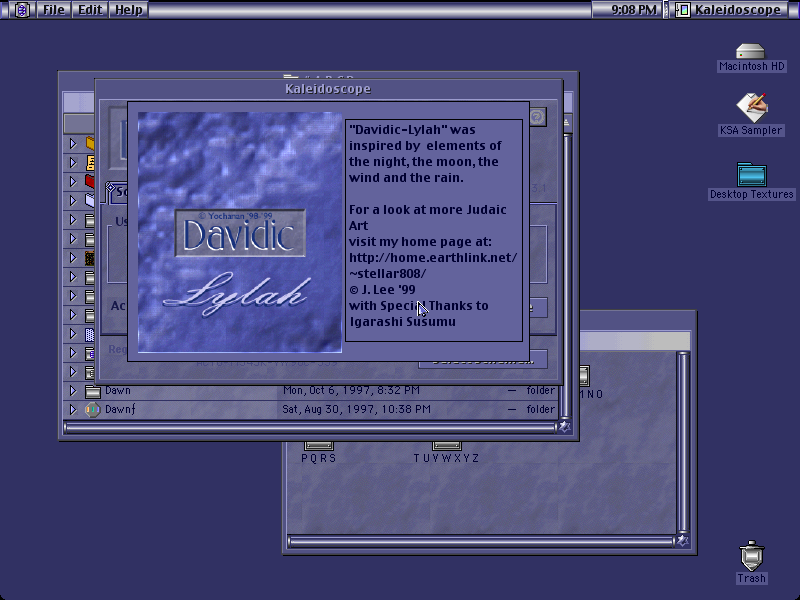 File Edit Help
9:08 PM
Kaleidoscope
Macintosh HD
KSA Sampler
Desktop Textures
Kaleidoscope
© Yocharon '98-'99
Davidic
Lylah
"Davidic-Lylah" was
inspired by elements of
the night, the moon, the
wind and the rain.
For a look at more Judaic
Art
visit my home page at:
http://home.earthlink.net/
~stellar808/
© J. Lee '99
with Special Thanks to
Igarashi Susumu
Dawn Mon, Oct 6, 1997, 8:32 PM — folder
Dawnf Sat, Aug 30, 1997, 10:38 PM — folder
MNO
PQRS
TUVWXYZ
Trash